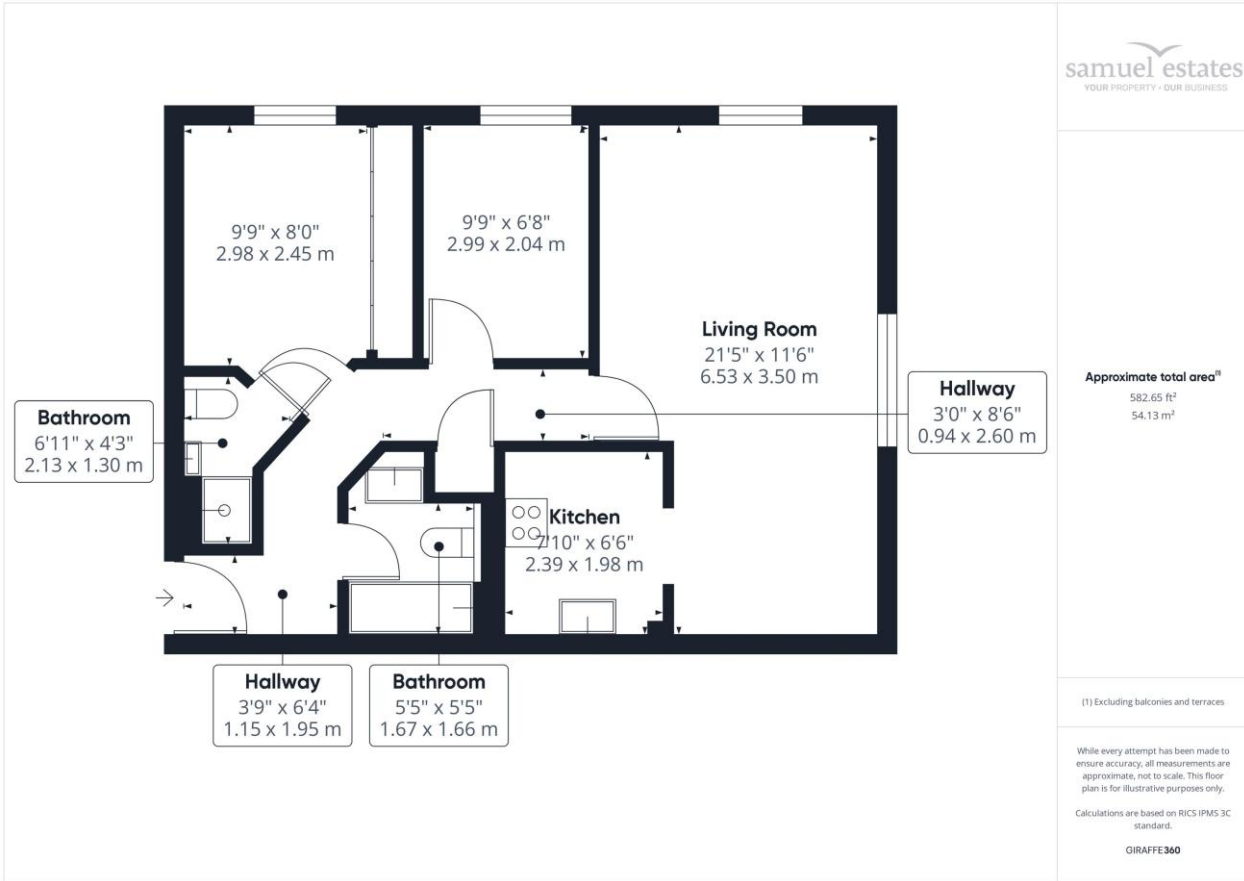 samuel estates
YOUR PROPERTY • OUR BUSINESS
9'9" x 8'0"
2.98 x 2.45 m
9'9" x 6'8"
2.99 x 2.04 m
Living Room
21'5" x 11'6"
6.53 x 3.50 m
Hallway
3'0" x 8'6"
0.94 x 2.60 m
Bathroom
6'11" x 4'3"
2.13 x 1.30 m
Kitchen
7'10" x 6'6"
2.39 x 1.98 m
Hallway
3'9" x 6'4"
1.15 x 1.95 m
Bathroom
5'5" x 5'5"
1.67 x 1.66 m
Approximate total area(1)
582.65 ft²
54.13 m²
(1) Excluding balconies and terraces
While every attempt has been made to
ensure accuracy, all measurements are
approximate, not to scale. This floor
plan is for illustrative purposes only.
Calculations are based on RICS IPMS 3C
standard.
GIRAFFE360